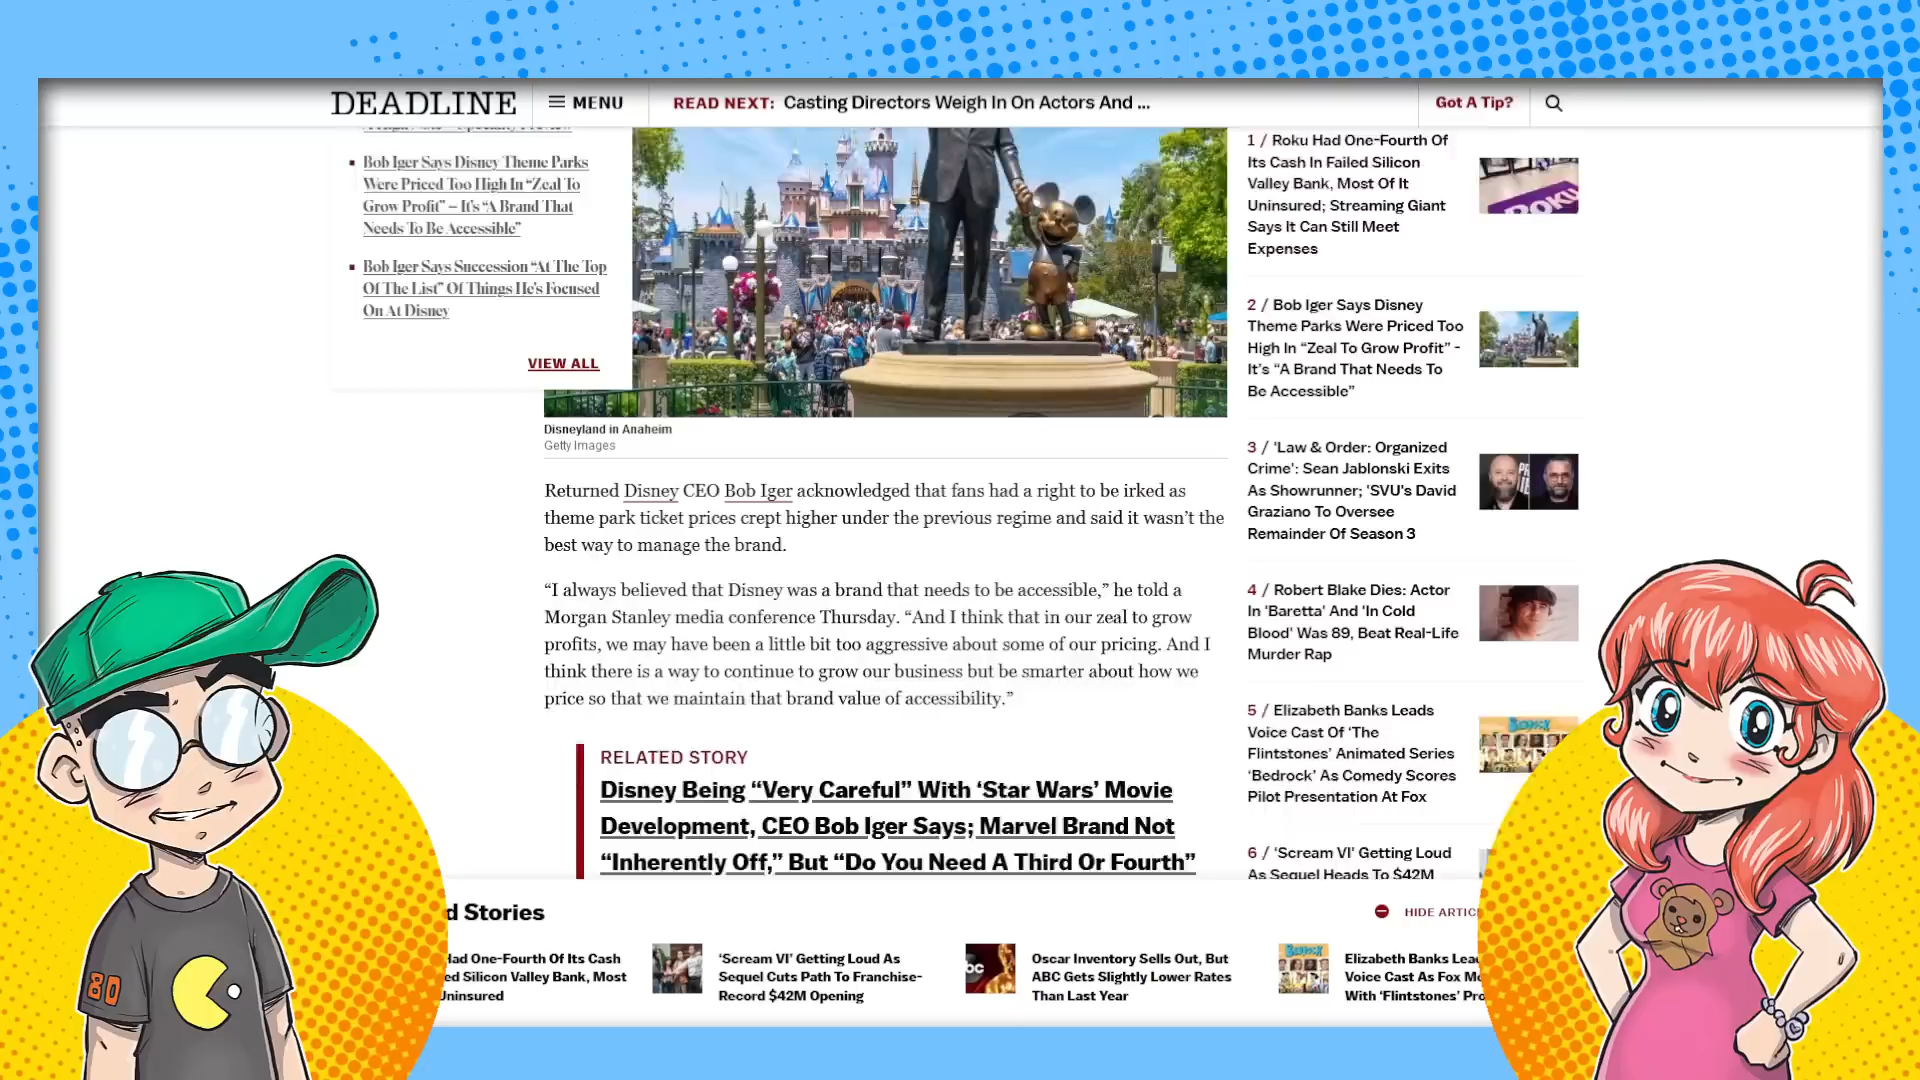 DEADLINE
MENU
READ NEXT: Casting Directors Weigh In On Actors And ...
Got A Tip?
Bob Iger Says Disney Theme Parks
Were Priced Too High In “Zeal To
Grow Profit” – It’s “A Brand That
Needs To Be Accessible”
Bob Iger Says Succession “At The Top
Of The List” Of Things He’s Focused
On At Disney
VIEW ALL
Disneyland in Anaheim
Getty Images
Returned Disney CEO Bob Iger acknowledged that fans had a right to be irked as
theme park ticket prices crept higher under the previous regime and said it wasn’t the
best way to manage the brand.
“I always believed that Disney was a brand that needs to be accessible,” he told a
Morgan Stanley media conference Thursday. “And I think that in our zeal to grow
profits, we may have been a little bit too aggressive about some of our pricing. And I
think there is a way to continue to grow our business but be smarter about how we
price so that we maintain that brand value of accessibility.”
RELATED STORY
Disney Being “Very Careful” With ‘Star Wars’ Movie
Development, CEO Bob Iger Says; Marvel Brand Not
“Inherently Off,” But “Do You Need A Third Or Fourth”
1 / Roku Had One-Fourth Of
Its Cash In Failed Silicon
Valley Bank, Most Of It
Uninsured; Streaming Giant
Says It Can Still Meet
Expenses
ROKU
2 / Bob Iger Says Disney
Theme Parks Were Priced Too
High In “Zeal To Grow Profit” -
It’s “A Brand That Needs To
Be Accessible”
3 / 'Law & Order: Organized
Crime': Sean Jablonski Exits
As Showrunner; 'SVU's David
Graziano To Oversee
Remainder Of Season 3
4 / Robert Blake Dies: Actor
In 'Baretta' And 'In Cold
Blood' Was 89, Beat Real-Life
Murder Rap
5 / Elizabeth Banks Leads
Voice Cast Of ‘The
Flintstones’ Animated Series
‘Bedrock’ As Comedy Scores
Pilot Presentation At Fox
BEDROCK
6 / ‘Scream VI’ Getting Loud
As Sequel Heads To $42M
d Stories
HIDE ARTIC
Had One-Fourth Of Its Cash
ed Silicon Valley Bank, Most
Uninsured
‘Scream VI’ Getting Loud As
Sequel Cuts Path To Franchise-
Record $42M Opening
bc
Oscar Inventory Sells Out, But
ABC Gets Slightly Lower Rates
Than Last Year
BEDROCK
Elizabeth Banks Lea
Voice Cast As Fox M
With ‘Flintstones’ Pr
80